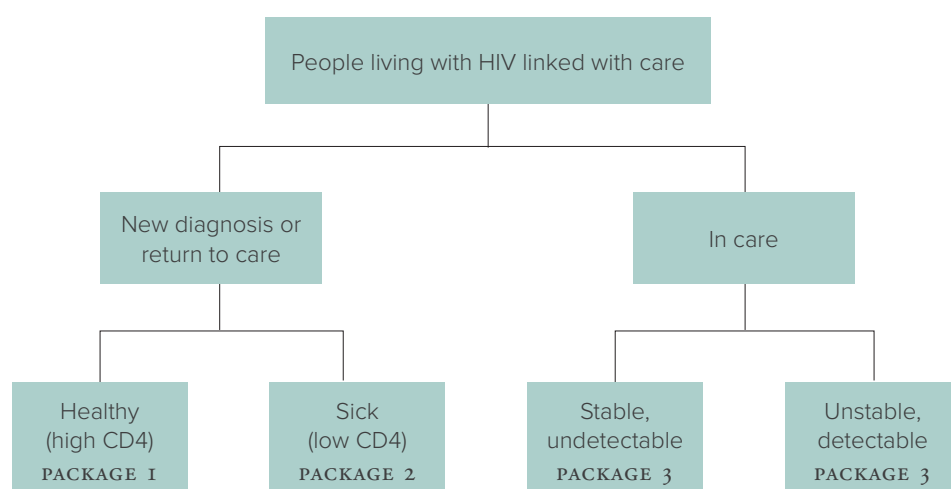 People living with HIV linked with care
New diagnosis or
return to care
In care
Healthy
(high CD4)
PACKAGE 1
Sick
(low CD4)
PACKAGE 2
Stable,
undetectable
PACKAGE 3
Unstable,
detectable
PACKAGE 3